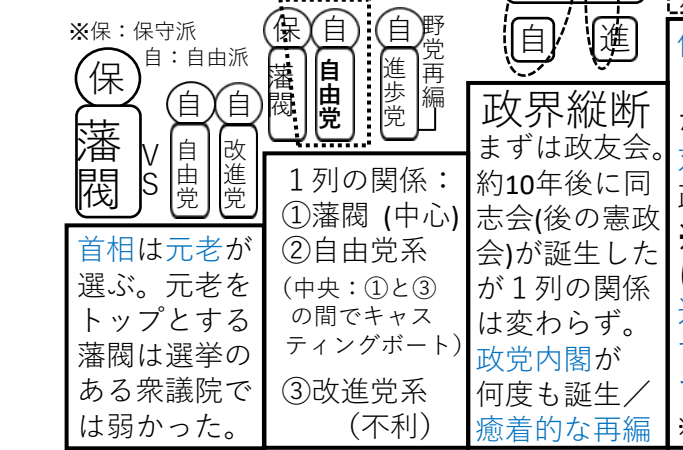 ※保：保守派
自：自由派
保
藩閥
VS
自
自由党
自
改進党
首相は元老が
選ぶ。元老を
トップとする
藩閥は選挙の
ある衆議院で
は弱かった。
保
藩閥
自
自由党
自
進歩党
野党再編
１列の関係：
①藩閥 (中心)
②自由党系
（中央：①と③
の間でキャス
ティングボート）
③改進党系
（不利）
自
進
政界縦断
まずは政友会。
約10年後に同
志会(後の憲政
会)が誕生した
が１列の関係
は変わらず。
政党内閣が
何度も誕生／
癒着的な再編